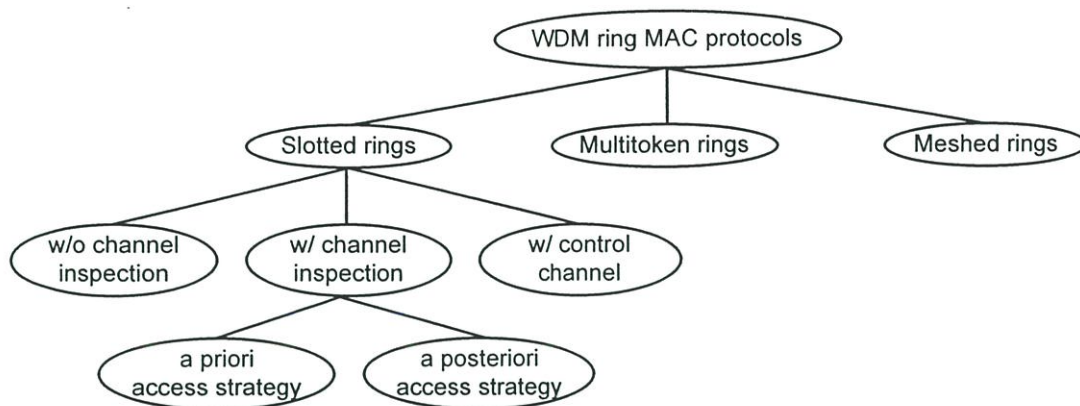 WDM ring MAC protocols
Slotted rings
Multitoken rings
Meshed rings
w/o channel
inspection
w/ channel
inspection
w/ control
channel
a priori
access strategy
a posteriori
access strategy